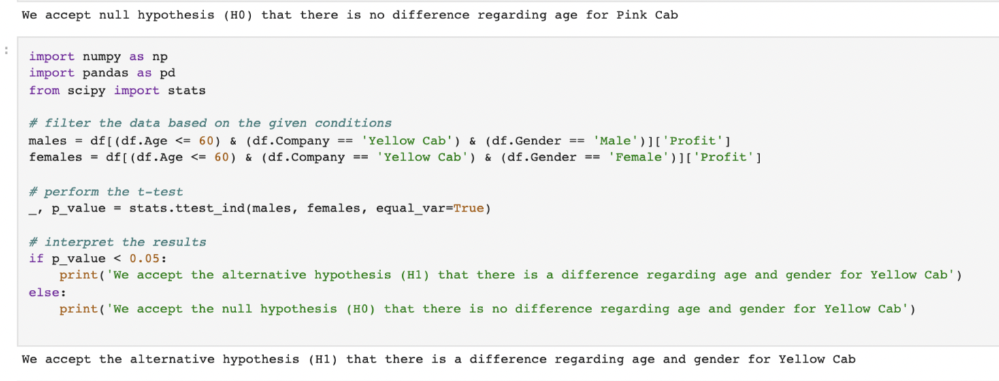 We accept null hypothesis (H0) that there is no difference regarding age for Pink Cab
:
import numpy as np
import pandas as pd
from scipy import stats
# filter the data based on the given conditions
males = df[(df.Age <= 60) & (df.Company == 'Yellow Cab') & (df.Gender == 'Male')]['Profit']
females = df[(df.Age <= 60) & (df.Company == 'Yellow Cab') & (df.Gender == 'Female')]['Profit']
# perform the t-test
_, p_value = stats.ttest_ind(males, females, equal_var=True)
# interpret the results
if p_value < 0.05:
    print('We accept the alternative hypothesis (H1) that there is a difference regarding age and gender for Yellow Cab')
else:
    print('We accept the null hypothesis (H0) that there is no difference regarding age and gender for Yellow Cab')
We accept the alternative hypothesis (H1) that there is a difference regarding age and gender for Yellow Cab